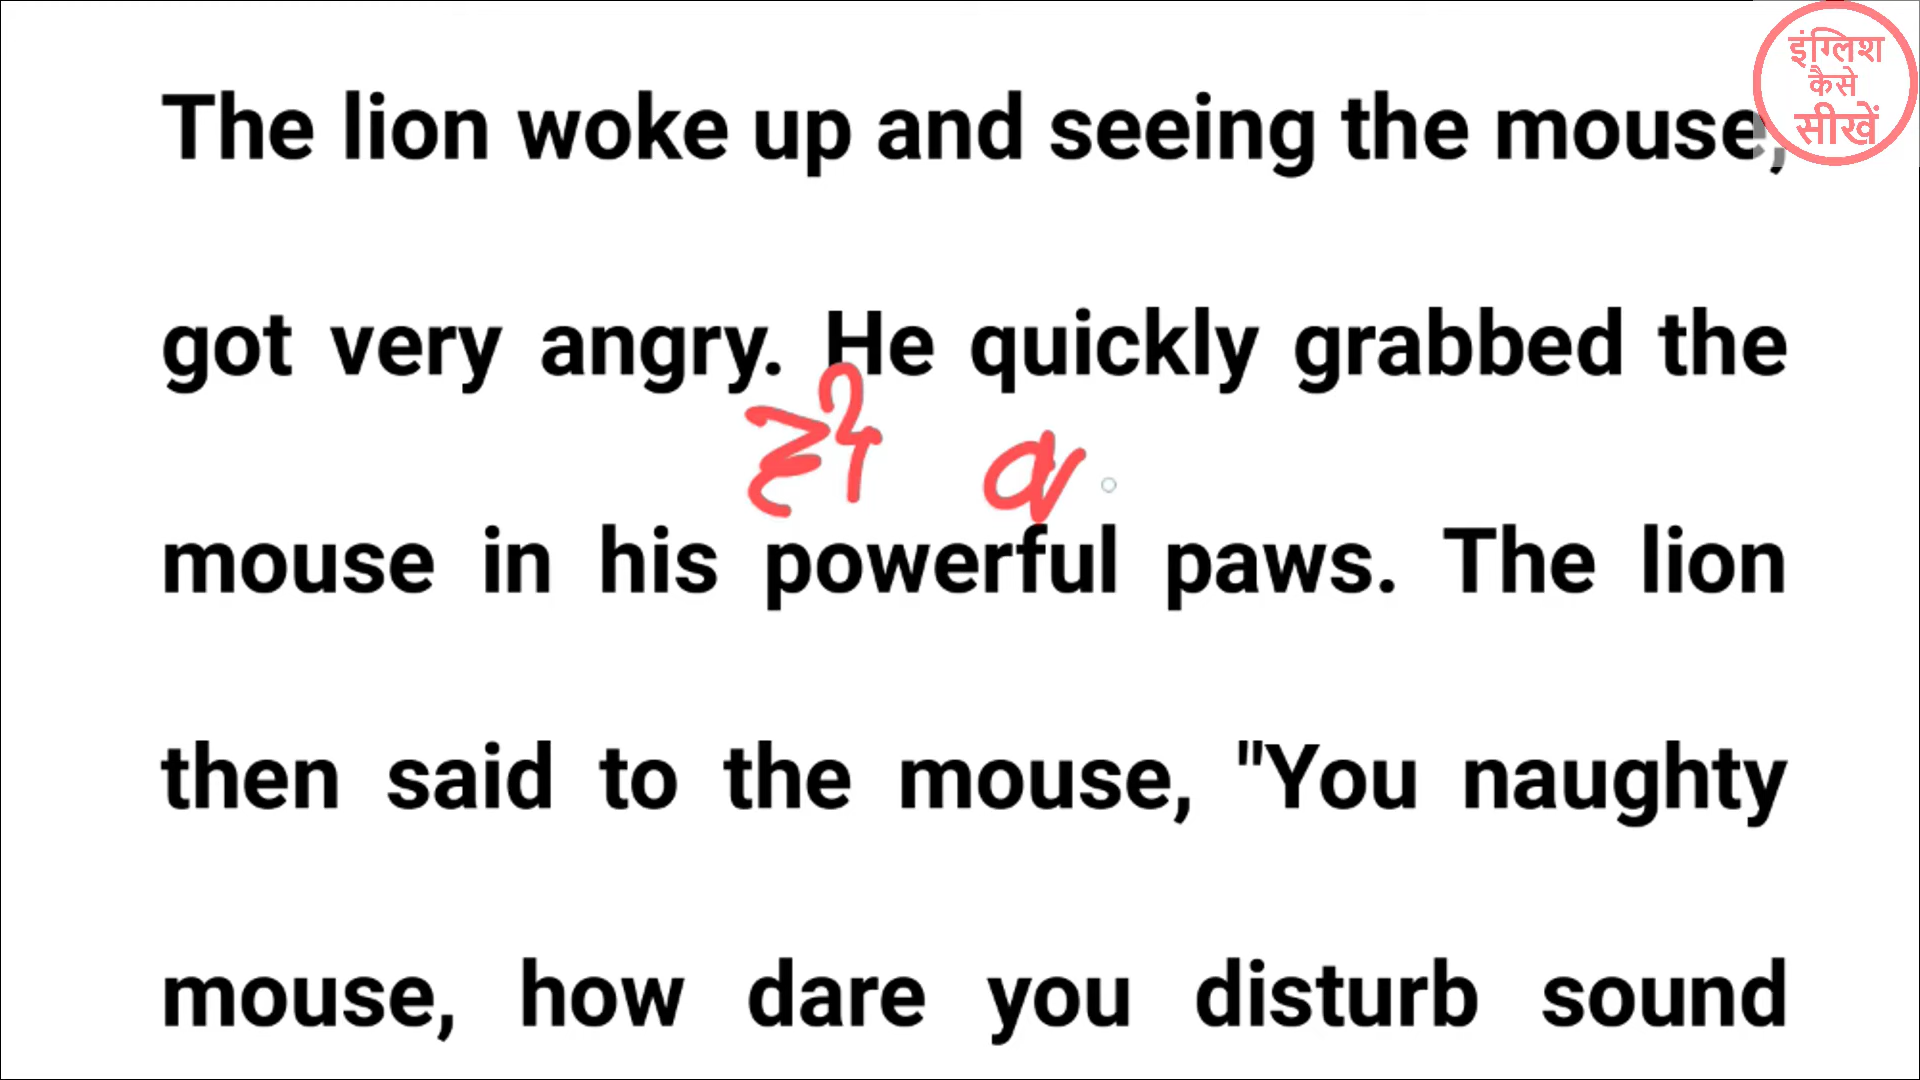 The lion woke up and seeing the mouse,
got very angry. He quickly grabbed the
mouse in his powerful paws. The lion
then said to the mouse, "You naughty
mouse, how dare you disturb sound
इंग्लिश
कैसे
सीखें